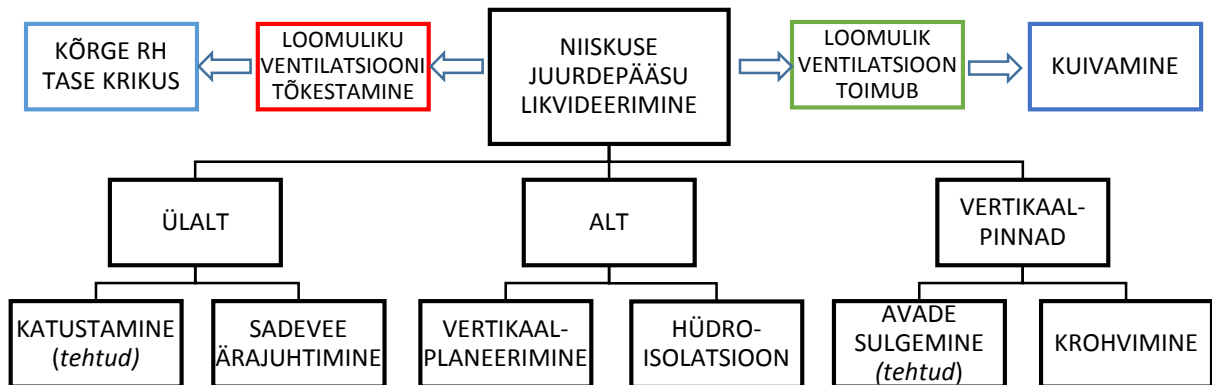 KÕRGE RH
TASE KRIKUS
LOOMULIKU
VENTILATSIOONI
TÕKESTAMINE
NIISKUSE
JUURDEPÄÄSU
LIKVIDEERIMINE
LOOMULIK
VENTILATSIOON
TOIMUB
KUIVAMINE
ÜLALT
ALT
VERTIKAAL-
PINNAD
KATUSTAMINE
(tehtud)
SADEVEE
ÄRAJUHTIMINE
VERTIKAAL-
PLANEERIMINE
HÜDRO-
ISOLATSIOON
AVADE
SULGEMINE
(tehtud)
KROHVIMINE